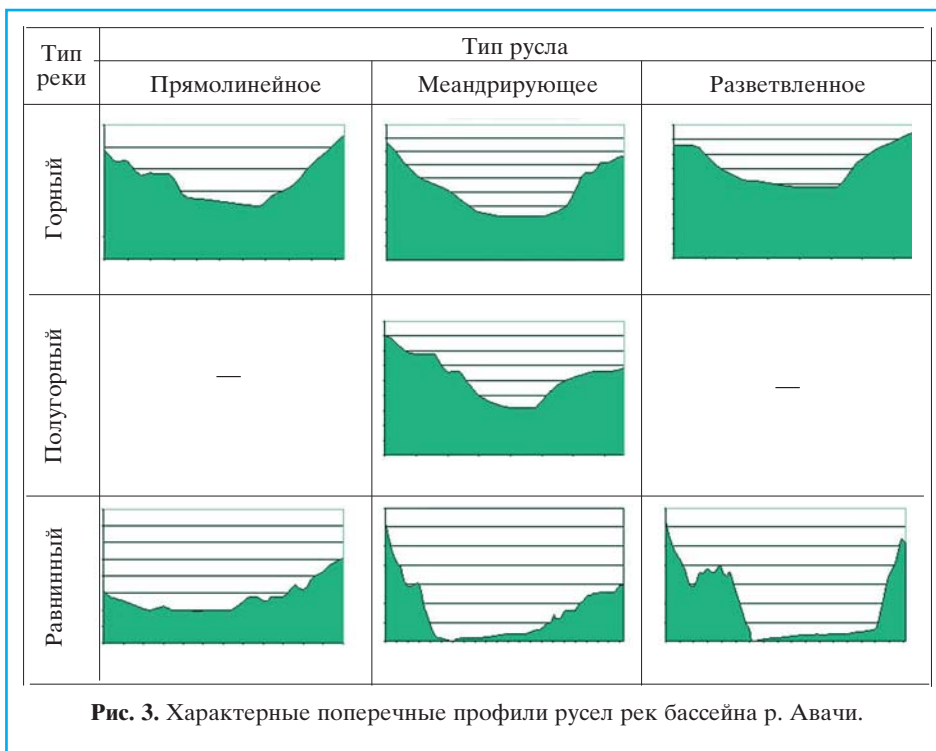 Тип реки
Тип русла
Прямолинейное
Меандрирующее
Разветвленное
Горный
Полугорный
—
—
Равнинный
Рис. 3. Характерные поперечные профили русел рек бассейна р. Авачи.